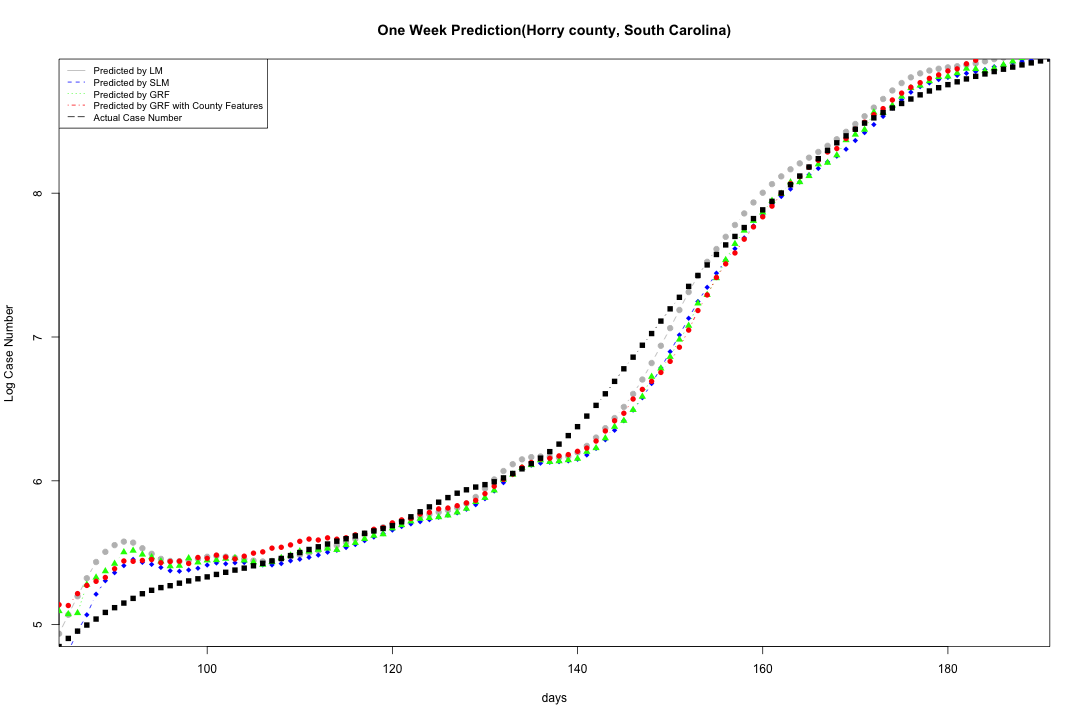 One Week Prediction(Horry county, South Carolina)
Predicted by LM
Predicted by SLM
Predicted by GRF
Predicted by GRF with County Features
Actual Case Number
Log Case Number
8
7
6
5
100 120 140 160 180
days